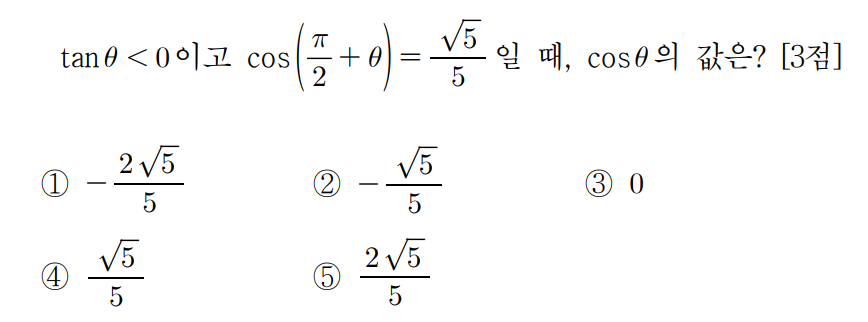 tanθ < 0이고 cos(π/2 + θ) = √5/5 일 때, cosθ의 값은? [3점]
① -2√5/5 ② -√5/5 ③ 0
④ √5/5 ⑤ 2√5/5